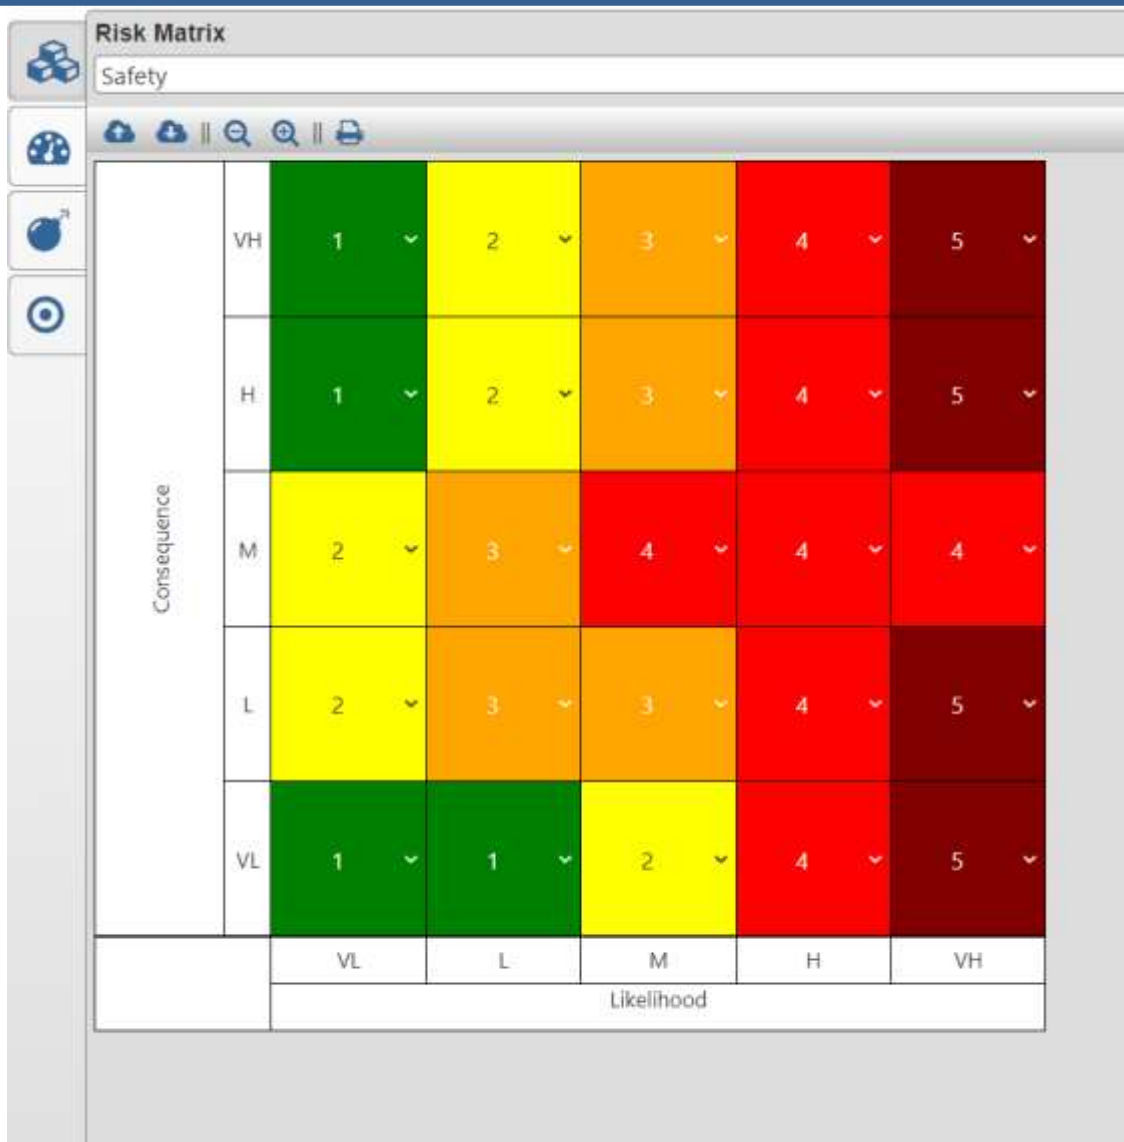 Risk Matrix
Safety
Consequence
VH 1 2 3 4 5
H 1 2 3 4 5
M 2 3 4 4 4
L 2 3 3 4 5
VL 1 1 2 4 5
VL L M H VH
Likelihood